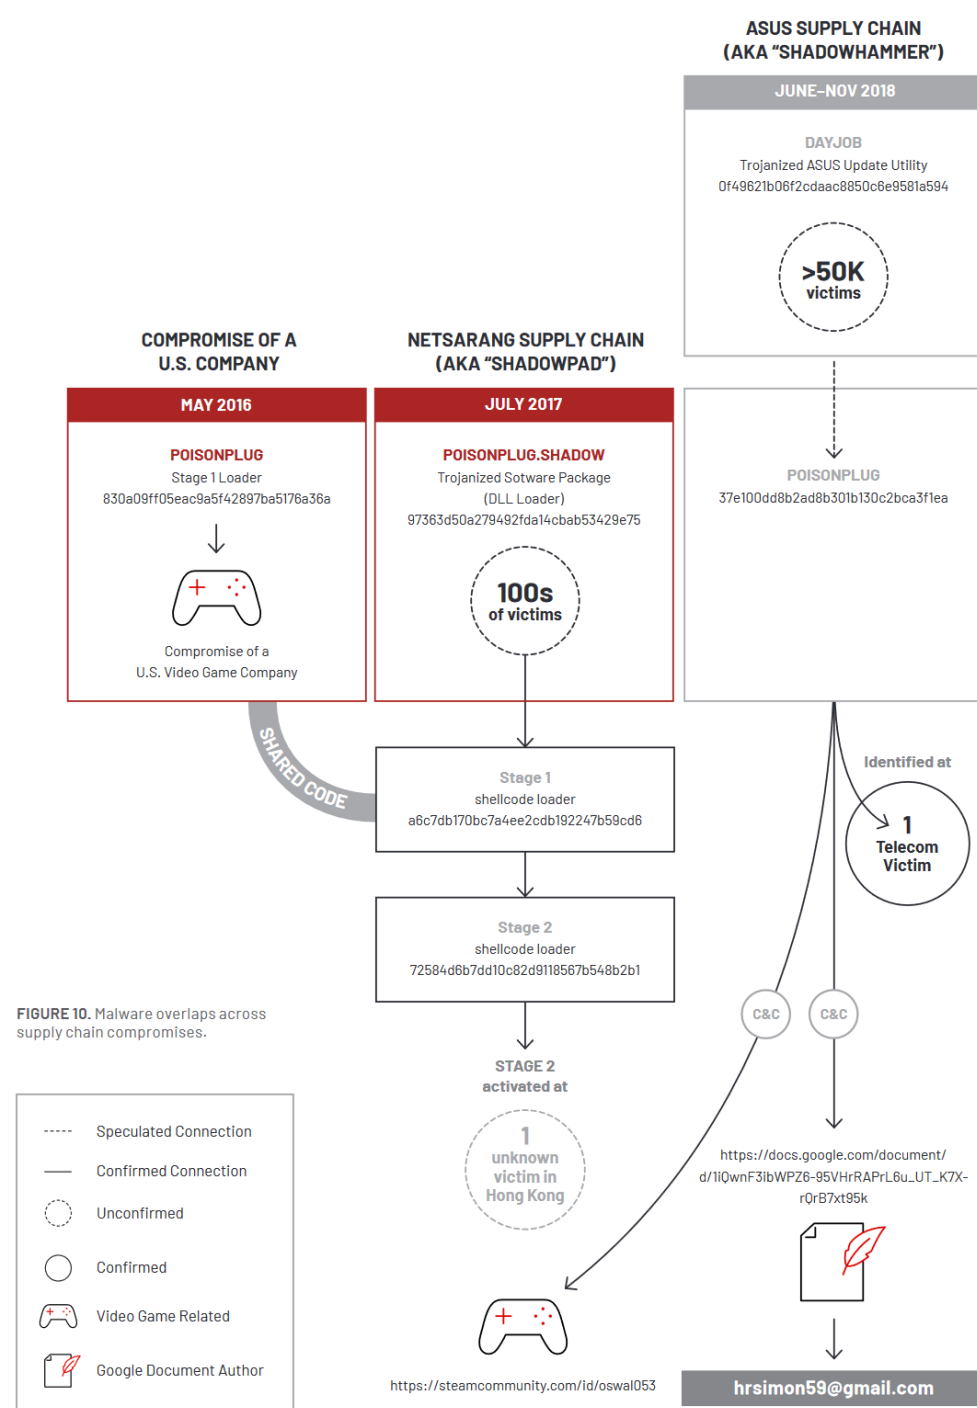 ASUS SUPPLY CHAIN
(AKA “SHADOWHAMMER”)
JUNE–NOV 2018
DAYJOB
Trojanized ASUS Update Utility
0f49621b06f2cdaac8850c6e9581a594
>50K
victims
COMPROMISE OF A
U.S. COMPANY
MAY 2016
POISONPLUG
Stage 1 Loader
830a09ff05eac9a5f42897ba5176a36a
Compromise of a
U.S. Video Game Company
NETSARANG SUPPLY CHAIN
(AKA “SHADOWPAD”)
JULY 2017
POISONPLUG.SHADOW
Trojanized Sotware Package
(DLL Loader)
97363d50a279492fda14cbab53429e75
100s
of victims
POISONPLUG
37e100dd8b2ad8b301b130c2bca3f1ea
SHARED CODE
Stage 1
shellcode loader
a6c7db170bc7a4ee2cdb192247b59cd6
Identified at
1
Telecom
Victim
Stage 2
shellcode loader
72584d6b7dd10c82d9118567b548b2b1
C&C
C&C
STAGE 2
activated at
1
unknown
victim in
Hong Kong
https://docs.google.com/document/
d/1iQwnF3ibWPZ6-95VHrRAPrL6u_UT_K7X-
rQrB7xt95k
https://steamcommunity.com/id/oswal053
hrsimon59@gmail.com
FIGURE 10. Malware overlaps across
supply chain compromises.
Speculated Connection
Confirmed Connection
Unconfirmed
Confirmed
Video Game Related
Google Document Author